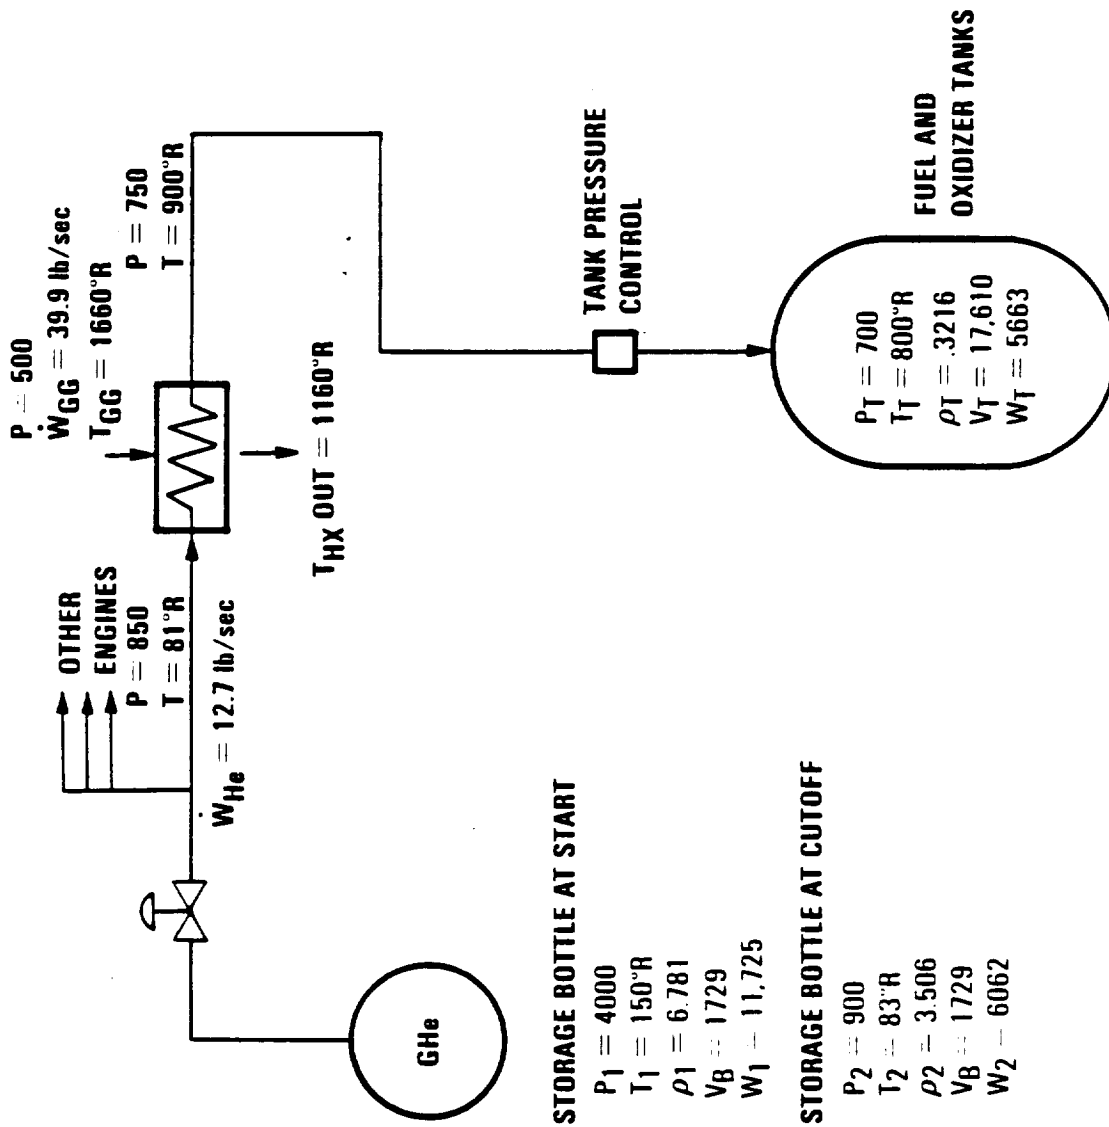 GHe
Ẇ_He = 12.7 lb/sec
OTHER
ENGINES
P = 850
T = 81°R
P = 500
Ẇ_GG = 39.9 lb/sec
T_GG = 1660°R
T_HX OUT = 1160°R
P = 750
T = 900°R
TANK PRESSURE
CONTROL
P_T = 700
T_T = 800°R
ρ_T = .3216
V_T = 17,610
W_T = 5663
FUEL AND
OXIDIZER TANKS
STORAGE BOTTLE AT START
P_1 = 4000
T_1 = 150°R
ρ_1 = 6.781
V_B = 1729
W_1 = 11,725
STORAGE BOTTLE AT CUTOFF
P_2 = 900
T_2 = 83°R
ρ_2 = 3.506
V_B = 1729
W_2 = 6062